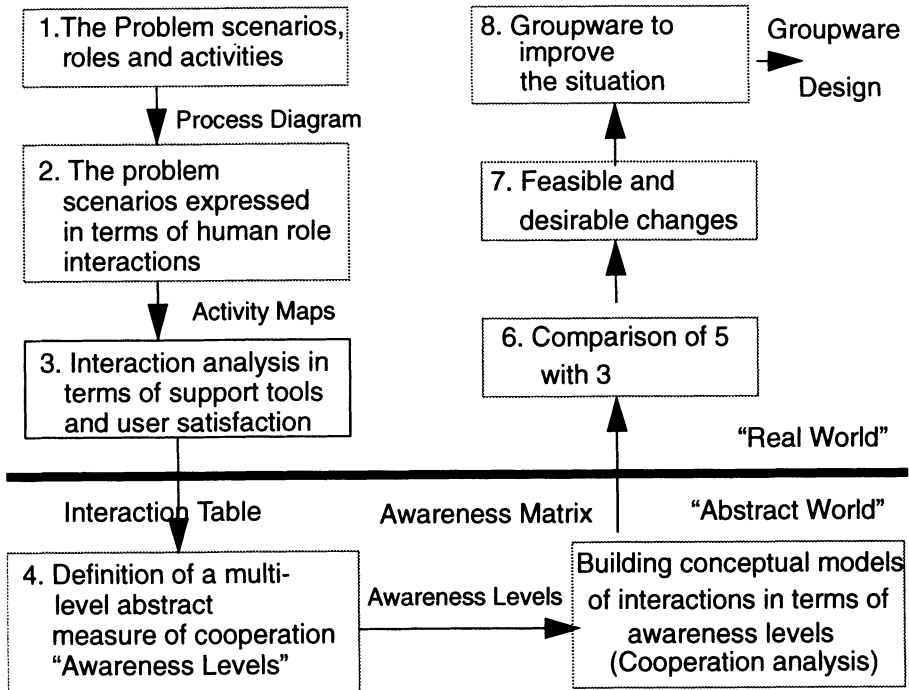 1.The Problem scenarios,
roles and activities
Process Diagram
2. The problem
scenarios expressed
in terms of human role
interactions
Activity Maps
3. Interaction analysis in
terms of support tools
and user satisfaction
Interaction Table
4. Definition of a multi-
level abstract
measure of cooperation
“Awareness Levels”
Awareness Levels
Building conceptual models
of interactions in terms of
awareness levels
(Cooperation analysis)
Awareness Matrix
“Abstract World”
“Real World”
6. Comparison of 5
with 3
7. Feasible and
desirable changes
8. Groupware to
improve
the situation
Groupware
Design